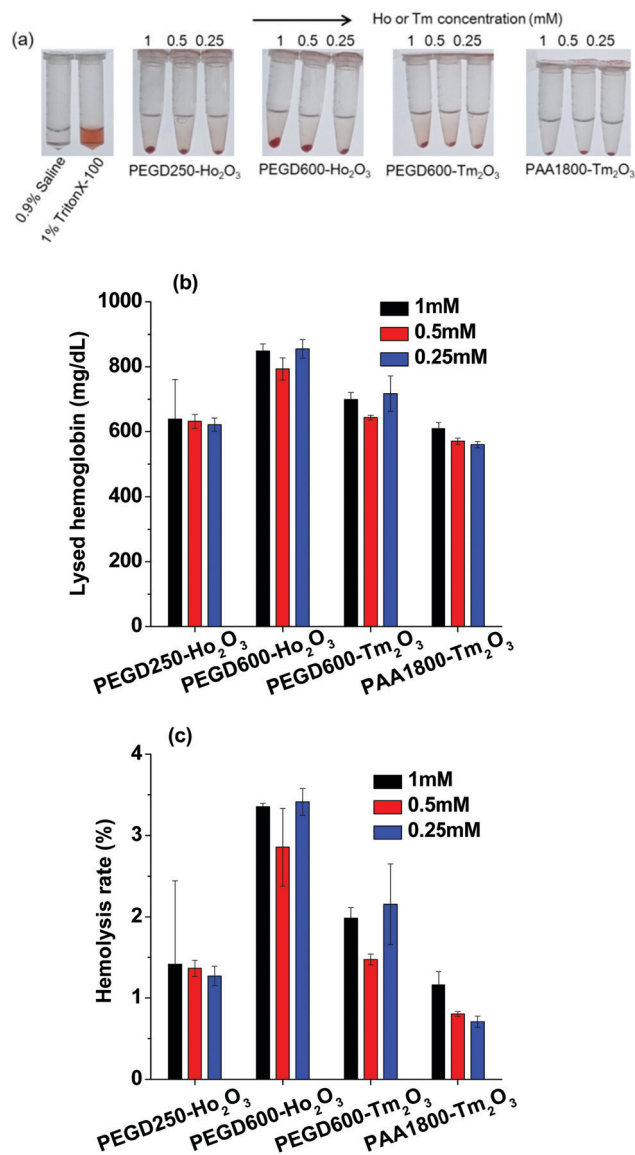 Ho or Tm concentration (mM)
(a)
1 0.5 0.25
1 0.5 0.25
1 0.5 0.25
1 0.5 0.25
0.9% Saline
1% TritonX-100
PEGD250-Ho₂O₃
PEGD600-Ho₂O₃
PEGD600-Tm₂O₃
PAA1800-Tm₂O₃
(b)
1mM
0.5mM
0.25mM
Lysed hemoglobin (mg/dL)
1000
800
600
400
200
0
PEGD250-Ho₂O₃
PEGD600-Ho₂O₃
PEGD600-Tm₂O₃
PAA1800-Tm₂O₃
(c)
1mM
0.5mM
0.25mM
Hemolysis rate (%)
4
3
2
1
0
PEGD250-Ho₂O₃
PEGD600-Ho₂O₃
PEGD600-Tm₂O₃
PAA1800-Tm₂O₃